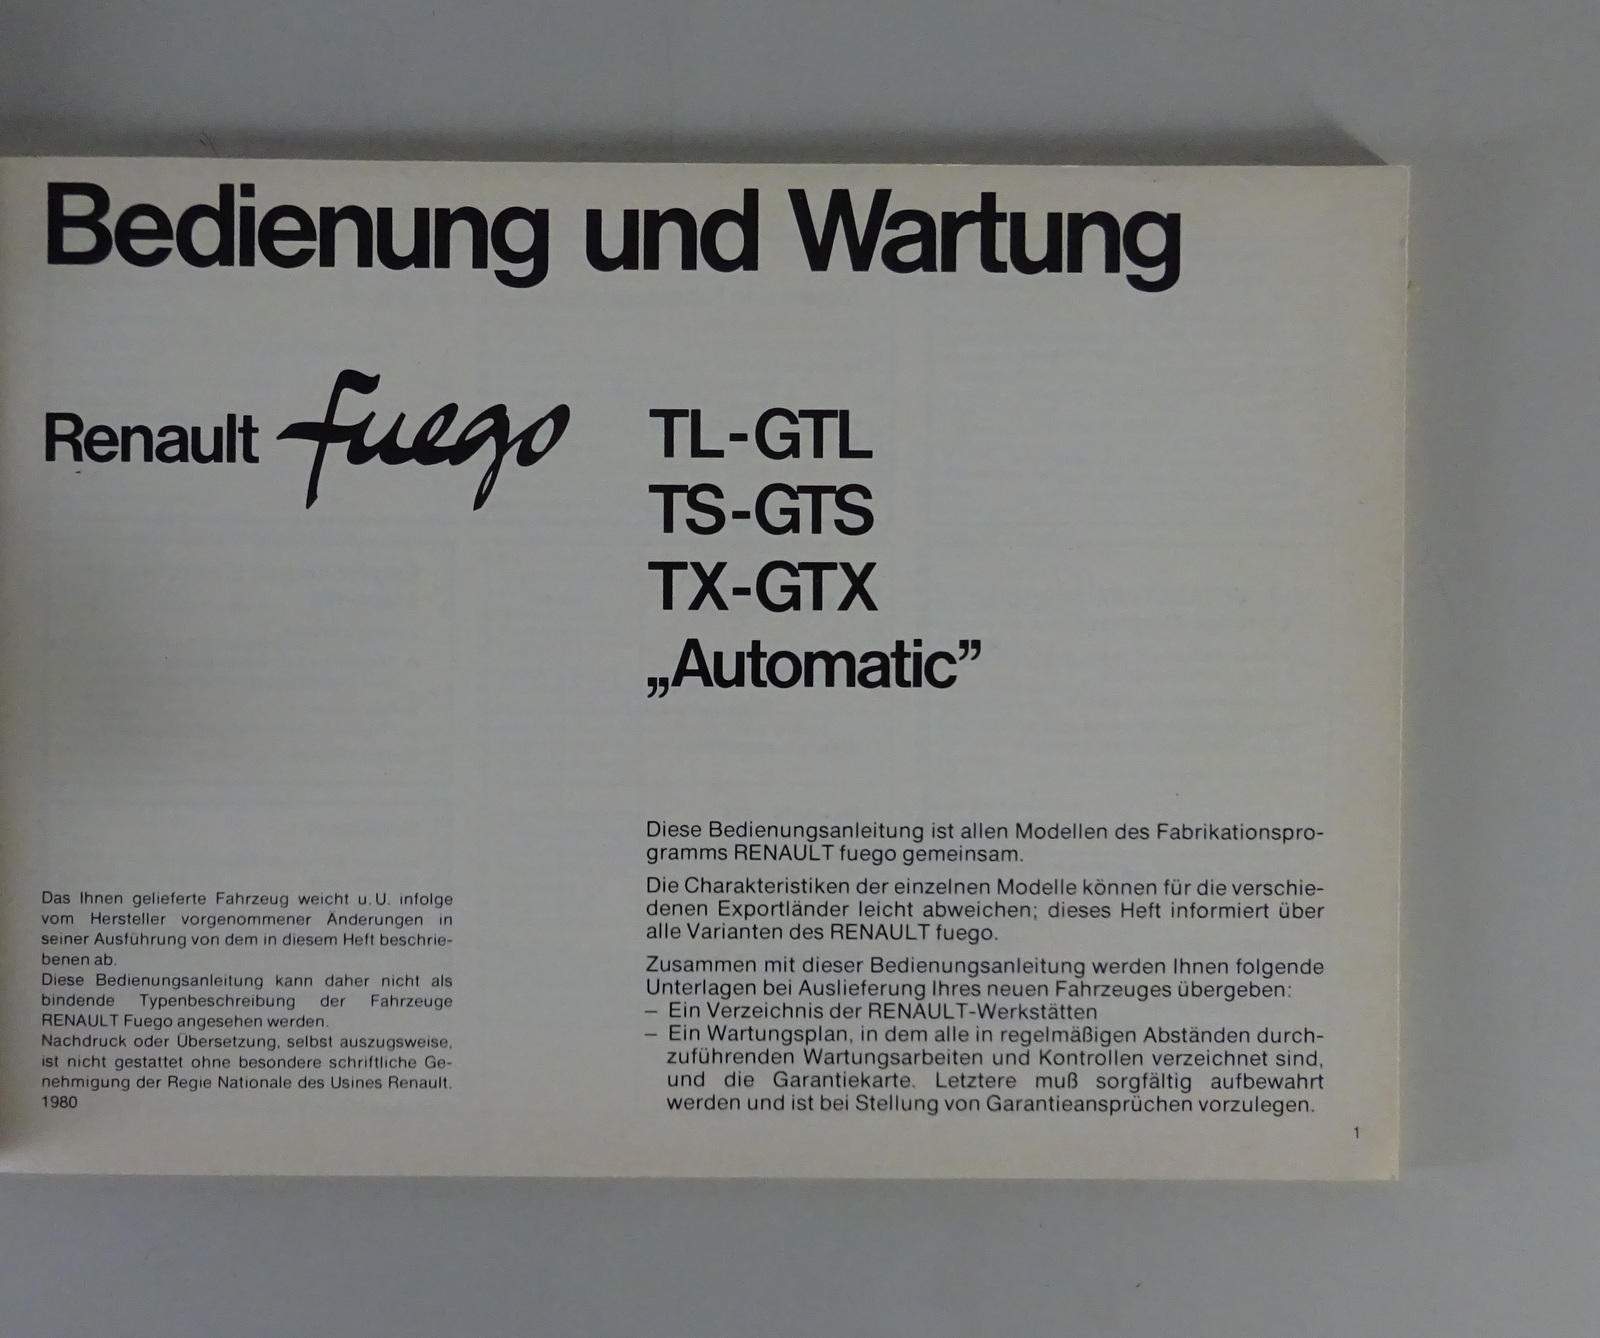 Bedienung und Wartung
Renault fuego
TL-GTL
TS-GTS
TX-GTX
„Automatic”
Das Ihnen gelieferte Fahrzeug weicht u. U. infolge
vom Hersteller vorgenommener Änderungen in
seiner Ausführung von dem in diesem Heft beschrie-
benen ab.
Diese Bedienungsanleitung kann daher nicht als
bindende Typenbeschreibung der Fahrzeuge
RENAULT Fuego angesehen werden.
Nachdruck oder Übersetzung, selbst auszugsweise,
ist nicht gestattet ohne besondere schriftliche Ge-
nehmigung der Regie Nationale des Usines Renault.
1980
Diese Bedienungsanleitung ist allen Modellen des Fabrikationspro-
gramms RENAULT fuego gemeinsam.
Die Charakteristiken der einzelnen Modelle können für die verschie-
denen Exportländer leicht abweichen; dieses Heft informiert über
alle Varianten des RENAULT fuego.
Zusammen mit dieser Bedienungsanleitung werden Ihnen folgende
Unterlagen bei Auslieferung Ihres neuen Fahrzeuges übergeben:
– Ein Verzeichnis der RENAULT-Werkstätten
– Ein Wartungsplan, in dem alle in regelmäßigen Abständen durch-
zuführenden Wartungsarbeiten und Kontrollen verzeichnet sind,
und die Garantiekarte. Letztere muß sorgfältig aufbewahrt
werden und ist bei Stellung von Garantieansprüchen vorzulegen.
1